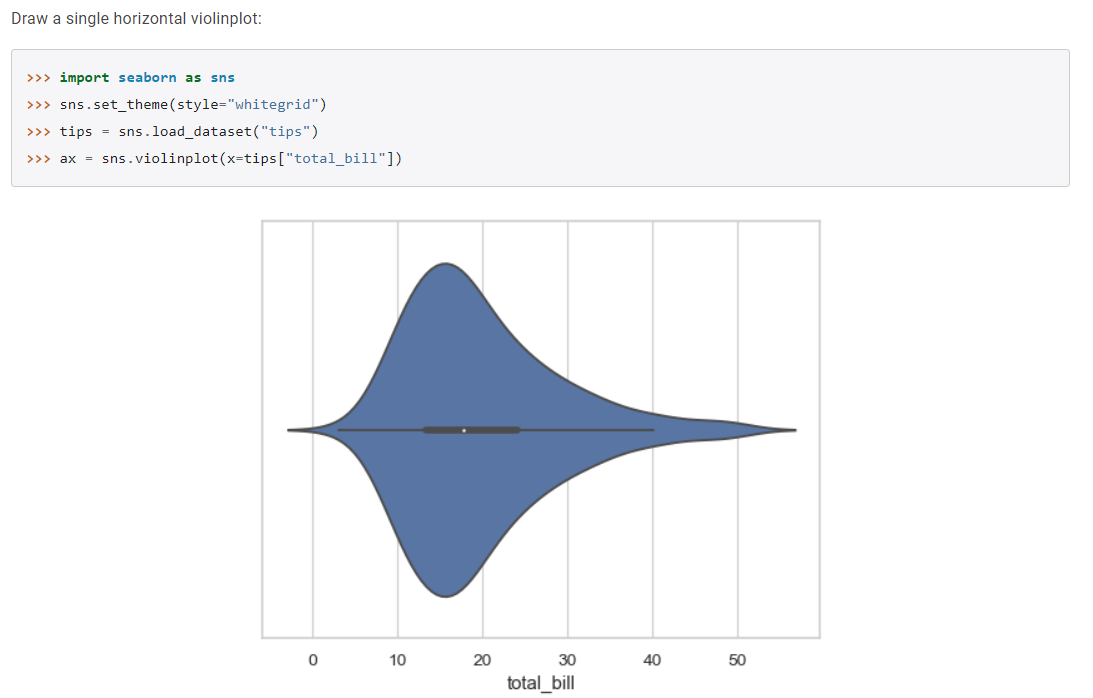 Draw a single horizontal violinplot:
>>> import seaborn as sns
>>> sns.set_theme(style="whitegrid")
>>> tips = sns.load_dataset("tips")
>>> ax = sns.violinplot(x=tips["total_bill"])
0 10 20 30 40 50
total_bill